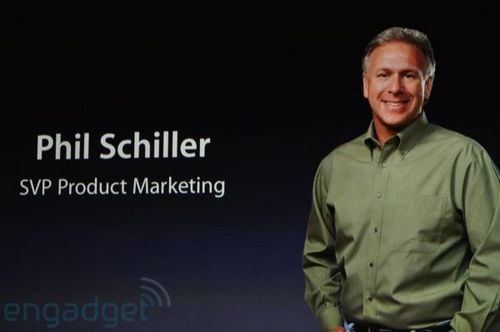 Phil Schiller
SVP Product Marketing
engadget